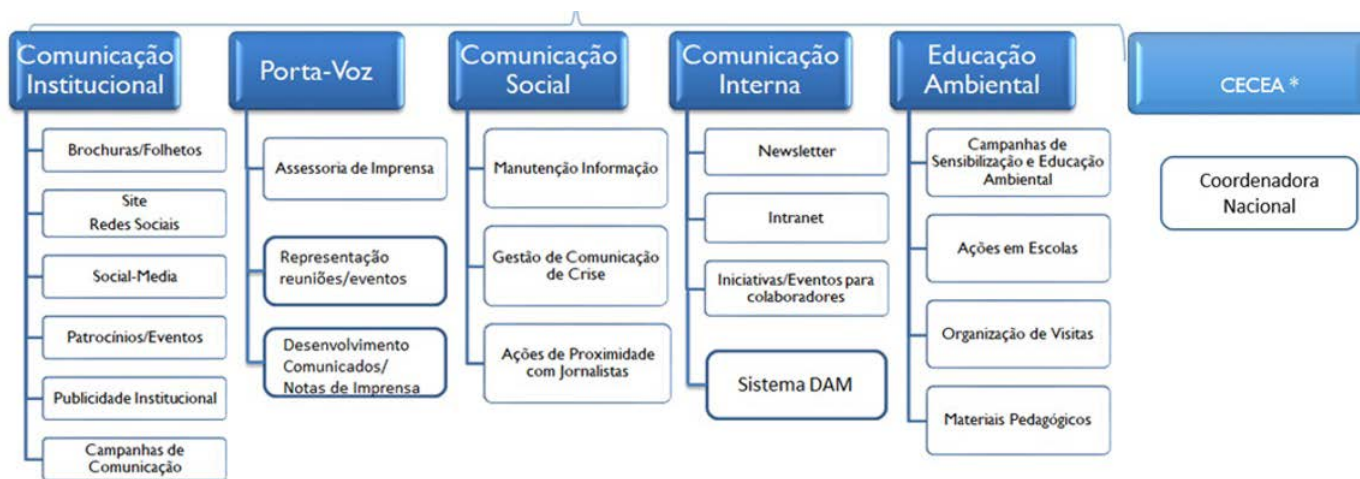 Comunicação
Institucional
Brochuras/Folhetos
Site
Redes Sociais
Social-Media
Patrocínios/Eventos
Publicidade Institucional
Campanhas de
Comunicação
Porta-Voz
Assessoria de Imprensa
Representação
reuniões/eventos
Desenvolvimento
Comunicados/
Notas de Imprensa
Comunicação
Social
Manutenção Informação
Gestão de Comunicação
de Crise
Ações de Proximidade
com Jornalistas
Comunicação
Interna
Newsletter
Intranet
Iniciativas/Eventos para
colaboradores
Sistema DAM
Educação
Ambiental
Campanhas de
Sensibilização e Educação
Ambiental
Ações em Escolas
Organização de Visitas
Materiais Pedagógicos
CECEA *
Coordenadora
Nacional